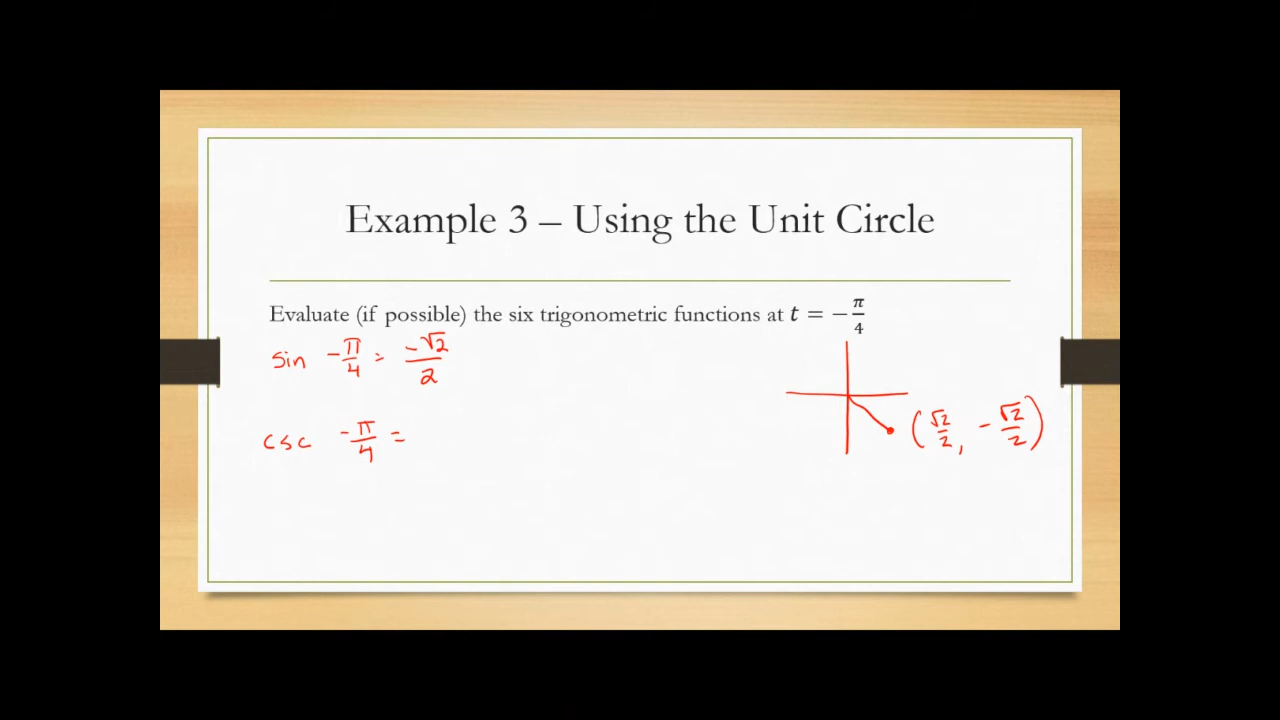 Example 3 – Using the Unit Circle
Evaluate (if possible) the six trigonometric functions at t = −π/4
sin -π/4 = -√2/2
csc -π/4 =
(√2/2, -√2/2)